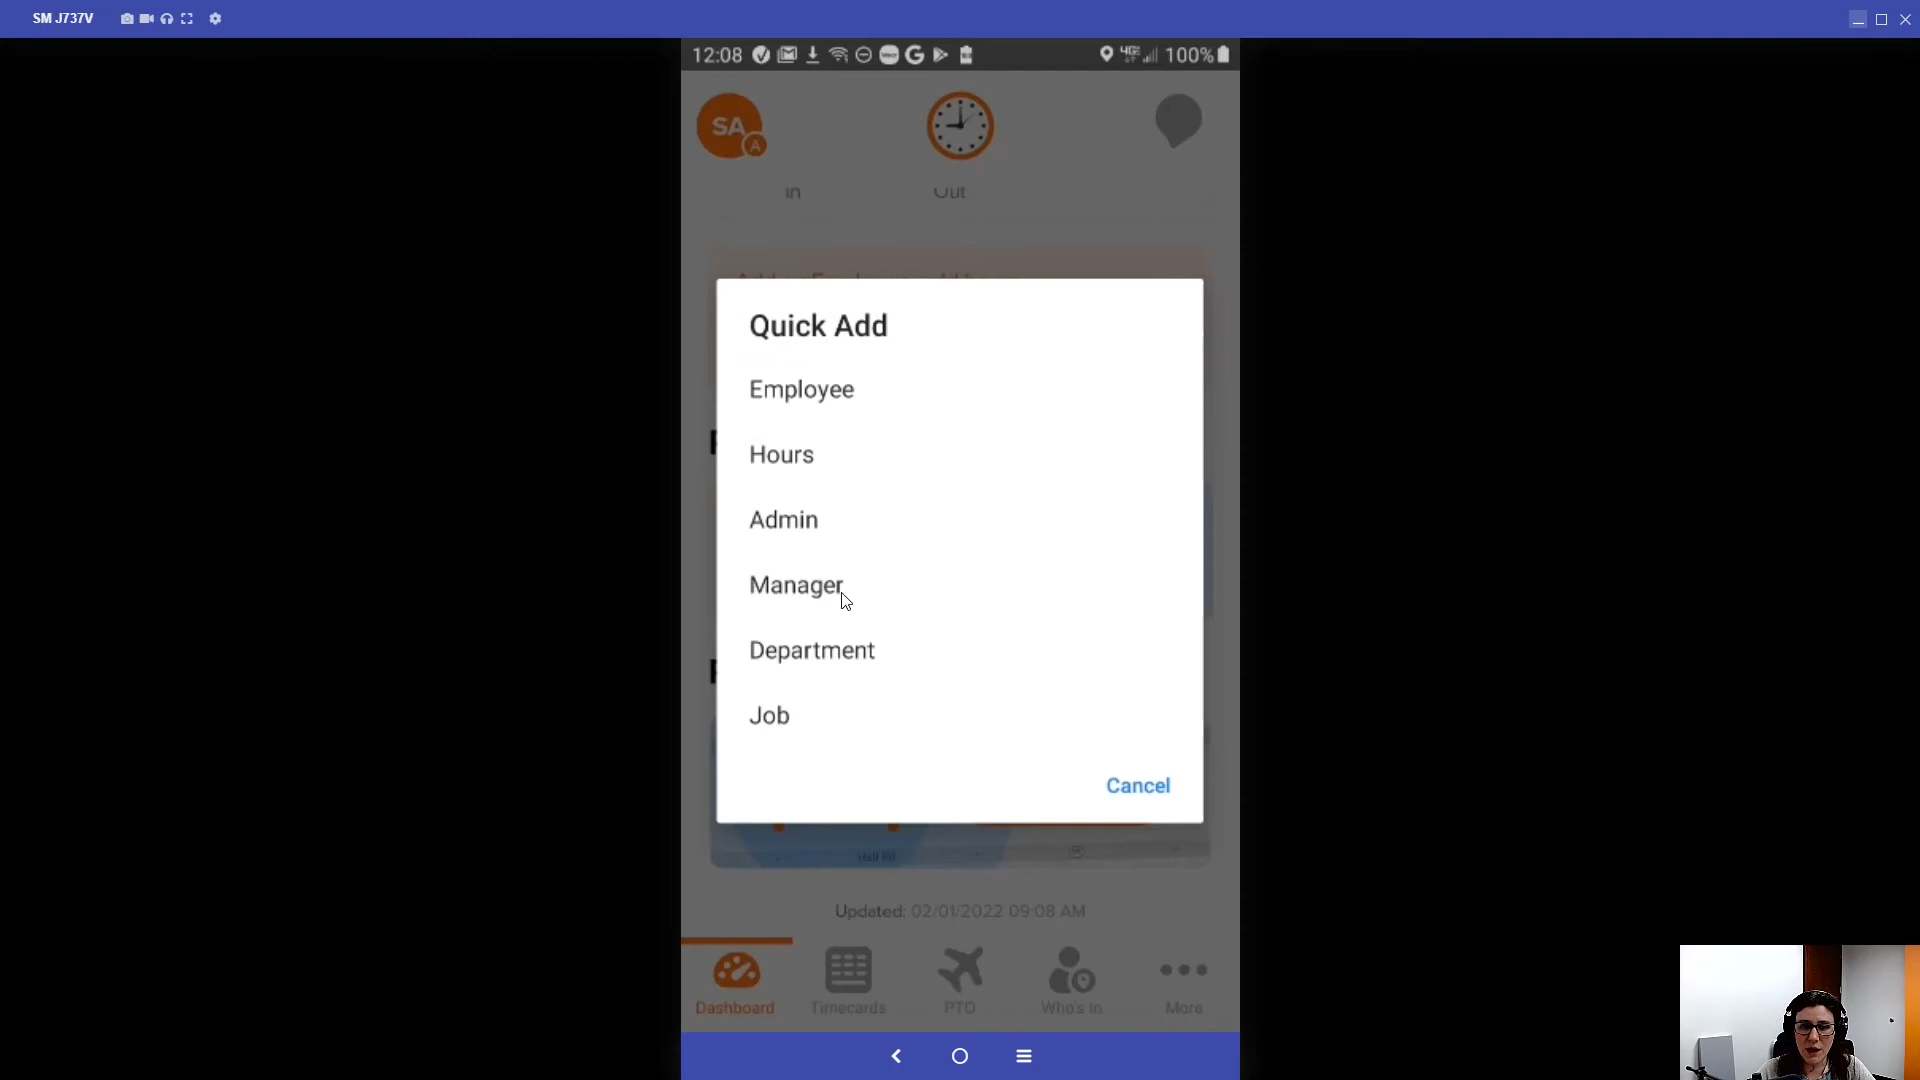 SM J737V
12:08
4G
100%
SA
A
In
Out
Quick Add
Employee
Hours
Admin
Manager
Department
Job
Cancel
Updated: 02/01/2022 09:08 AM
Dashboard
Timecards
PTO
Who's In
More